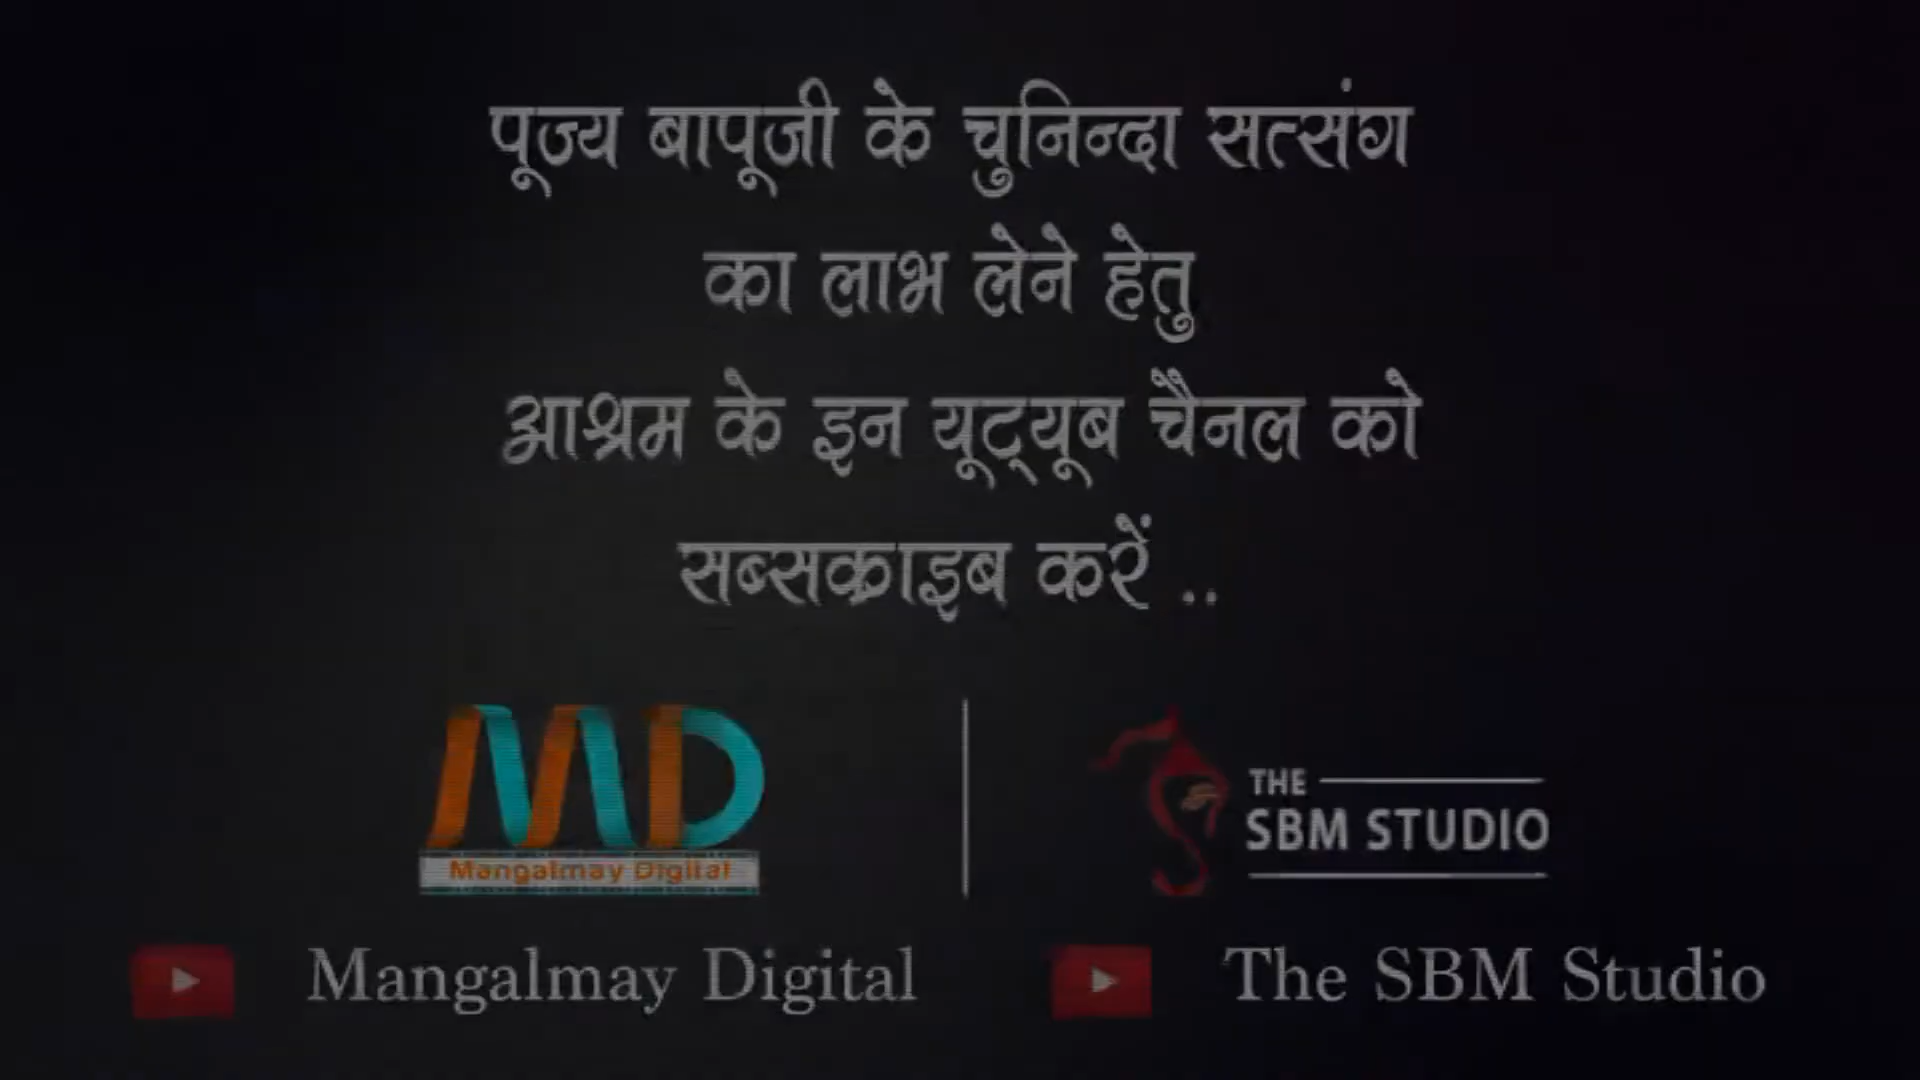 पूज्य बापूजी के चुनिन्दा सत्संग
का लाभ लेने हेतु
आश्रम के इन यूट्यूब चैनल को
सब्सक्राइब करें ..
MD
Mangalmay Digital
THE
SBM STUDIO
Mangalmay Digital
The SBM Studio